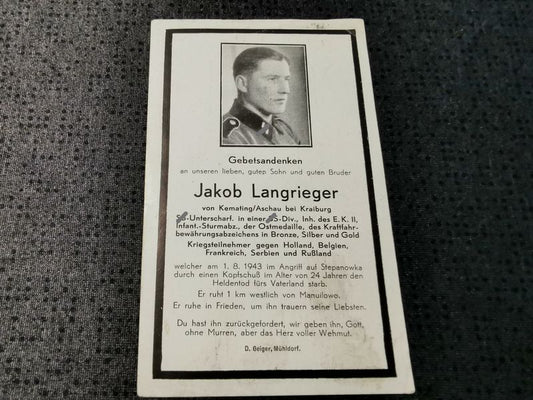 Gebetsandenken
an unseren lieben, guten Sohn und guten Bruder
Jakob Langrieger
von Kemating/Aschau bei Kraiburg
-Unterscharf. in einer -Div., Inh. des E. K. II,
Infant.-Sturmabz., der Ostmedaille, des Kraftfahr-
bewährungsabzeichens in Bronze, Silber und Gold
Kriegsteilnehmer gegen Holland, Belgien,
Frankreich, Serbien und Rußland
welcher am 1. 8. 1943 im Angriff auf Stepanowka
durch einen Kopfschuß im Alter von 24 Jahren den
Heldentod fürs Vaterland starb.
Er ruht 1 km westlich von Manuilowo.
Er ruhe in Frieden, um ihn trauern seine Liebsten.
Du hast ihn zurückgefordert, wir geben ihn, Gott,
ohne Murren, aber das Herz voller Wehmut.
D. Geiger, Mühldorf.